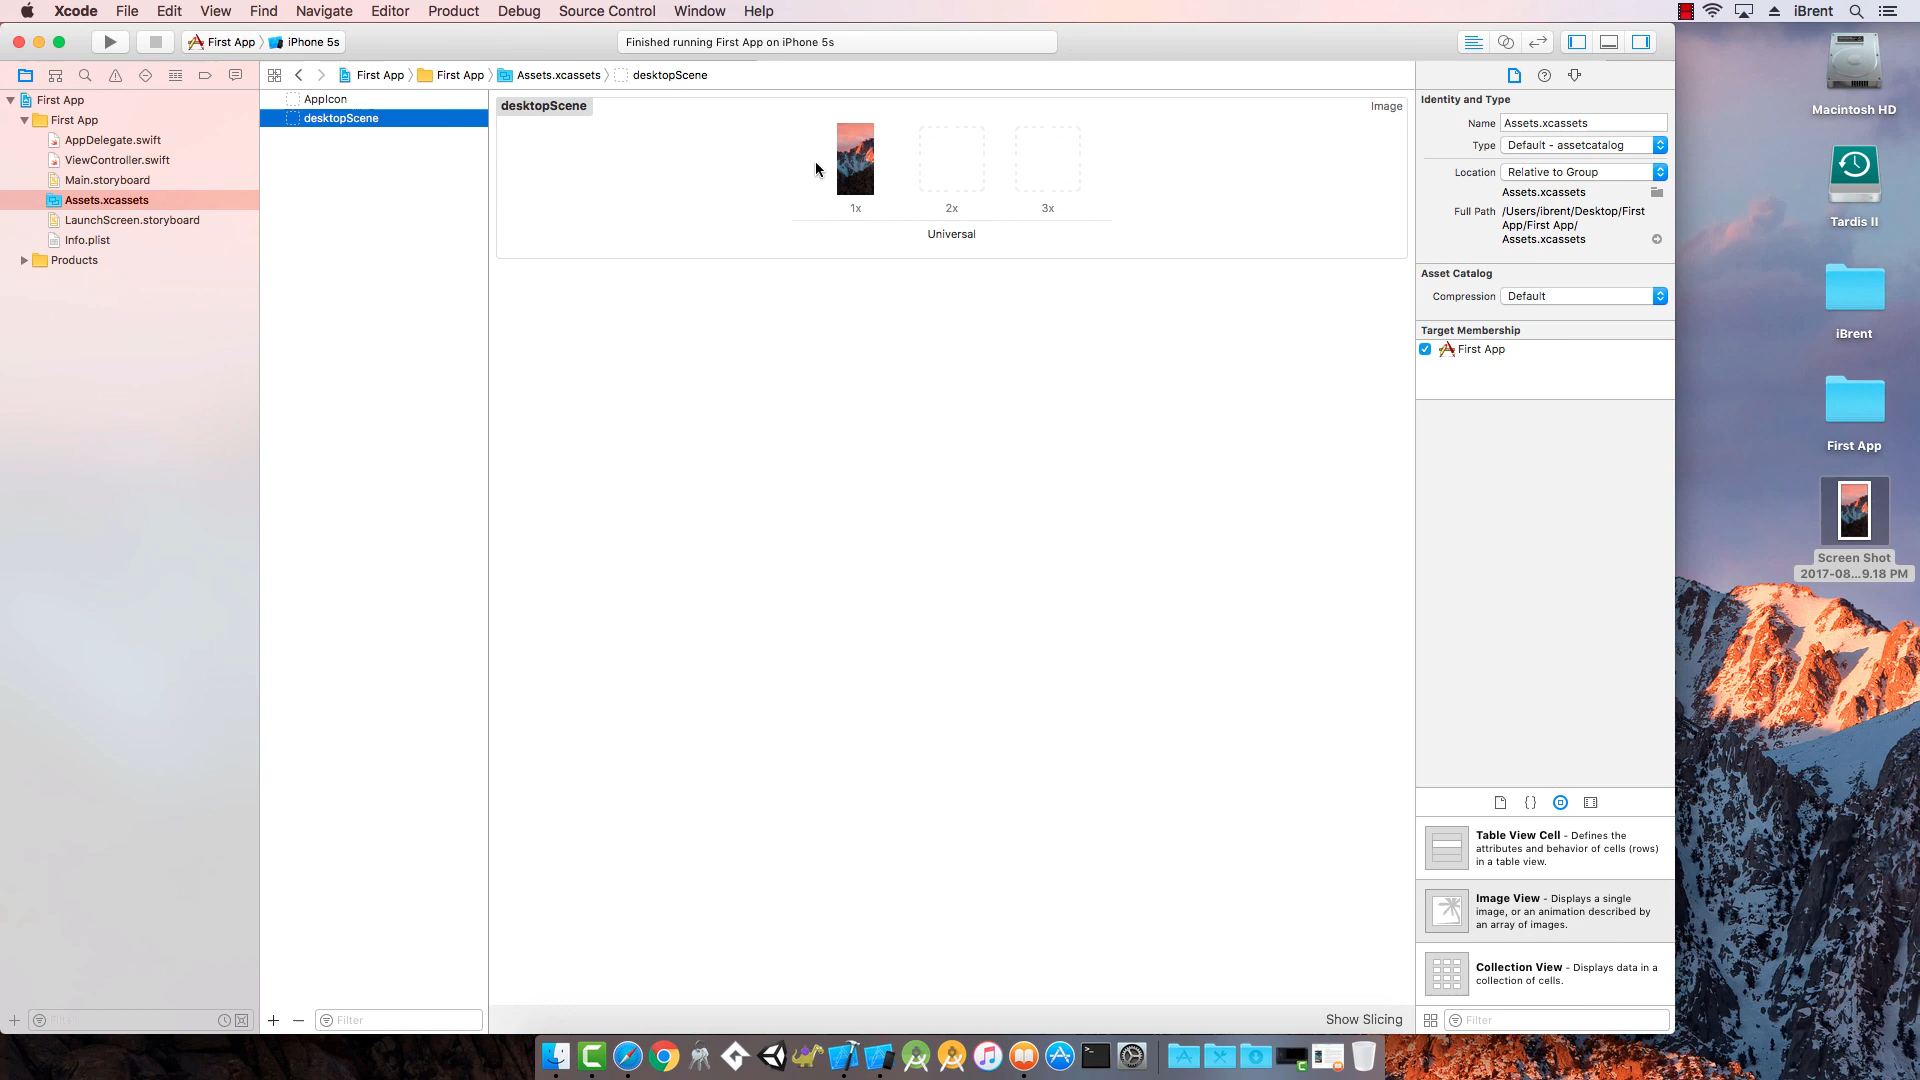 Xcode File Edit View Find Navigate Editor Product Debug Source Control Window Help iBrent
First App iPhone 5s Finished running First App on iPhone 5s
First App First App Assets.xcassets desktopScene
First App
First App
AppDelegate.swift
ViewController.swift
Main.storyboard
Assets.xcassets
LaunchScreen.storyboard
Info.plist
Products
Filter
AppIcon
desktopScene
Filter
desktopScene Image
1x 2x 3x
Universal
Show Slicing
Identity and Type
Name Assets.xcassets
Type Default - assetcatalog
Location Relative to Group
Assets.xcassets
Full Path /Users/ibrent/Desktop/First
App/First App/
Assets.xcassets
Asset Catalog
Compression Default
Target Membership
First App
{ }
Table View Cell - Defines the
attributes and behavior of cells (rows)
in a table view.
Image View - Displays a single
image, or an animation described by
an array of images.
Collection View - Displays data in a
collection of cells.
Filter
Macintosh HD
Tardis II
iBrent
First App
Screen Shot
2017-08...9.18 PM